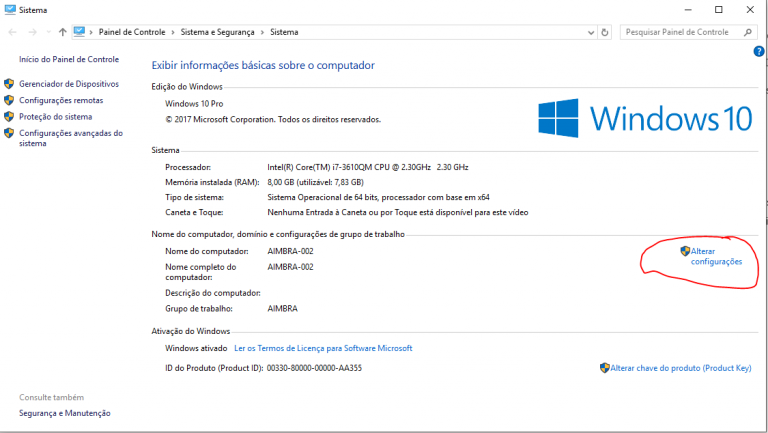 Sistema
Painel de Controle > Sistema e Segurança > Sistema
Pesquisar Painel de Controle
Início do Painel de Controle
Gerenciador de Dispositivos
Configurações remotas
Proteção do sistema
Configurações avançadas do
sistema
Exibir informações básicas sobre o computador
Edição do Windows
Windows 10 Pro
© 2017 Microsoft Corporation. Todos os direitos reservados.
Windows 10
Sistema
Processador: Intel(R) Core(TM) i7-3610QM CPU @ 2.30GHz 2.30 GHz
Memória instalada (RAM): 8,00 GB (utilizável: 7,83 GB)
Tipo de sistema: Sistema Operacional de 64 bits, processador com base em x64
Caneta e Toque: Nenhuma Entrada à Caneta ou por Toque está disponível para este vídeo
Nome do computador, domínio e configurações de grupo de trabalho
Nome do computador: AIMBRA-002
Alterar
configurações
Nome completo do
computador:
AIMBRA-002
Descrição do computador:
Grupo de trabalho: AIMBRA
Ativação do Windows
Windows ativado Ler os Termos de Licença para Software Microsoft
ID do Produto (Product ID): 00330-80000-00000-AA355
Alterar chave do produto (Product Key)
Consulte também
Segurança e Manutenção